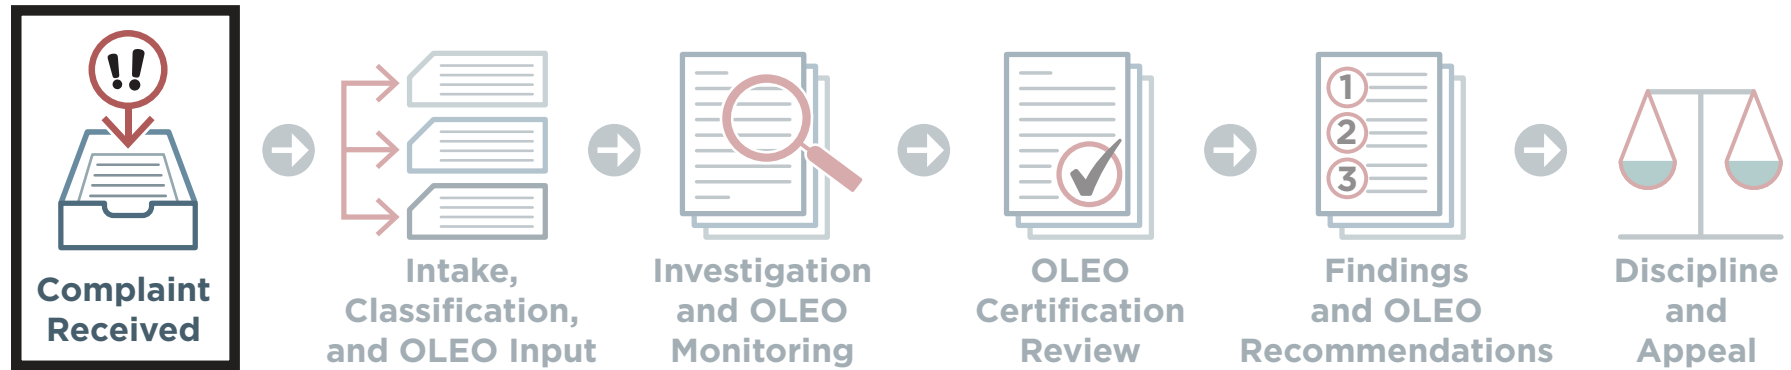 !!
Complaint
Received
Intake,
Classification,
and OLEO Input
Investigation
and OLEO
Monitoring
OLEO
Certification
Review
1
2
3
Findings
and OLEO
Recommendations
Discipline
and
Appeal